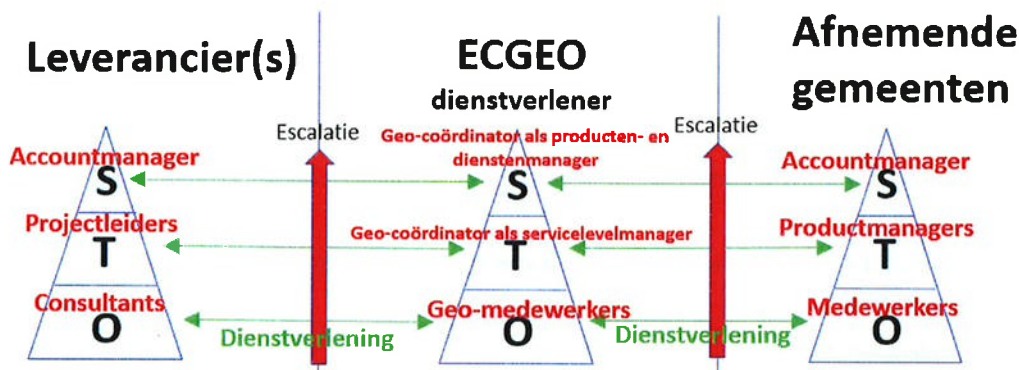 Leverancier(s)
ECGEO
dienstverlener
Afnemende
gemeenten
Escalatie
Geo-coördinator als producten- en
dienstenmanager
Escalatie
Accountmanager
S
S
Accountmanager
S
Projectleiders
T
Geo-coördinator als servicelevelmanager
T
Productmanagers
T
Consultants
O
Geo-medewerkers
O
Medewerkers
O
Dienstverlening
Dienstverlening